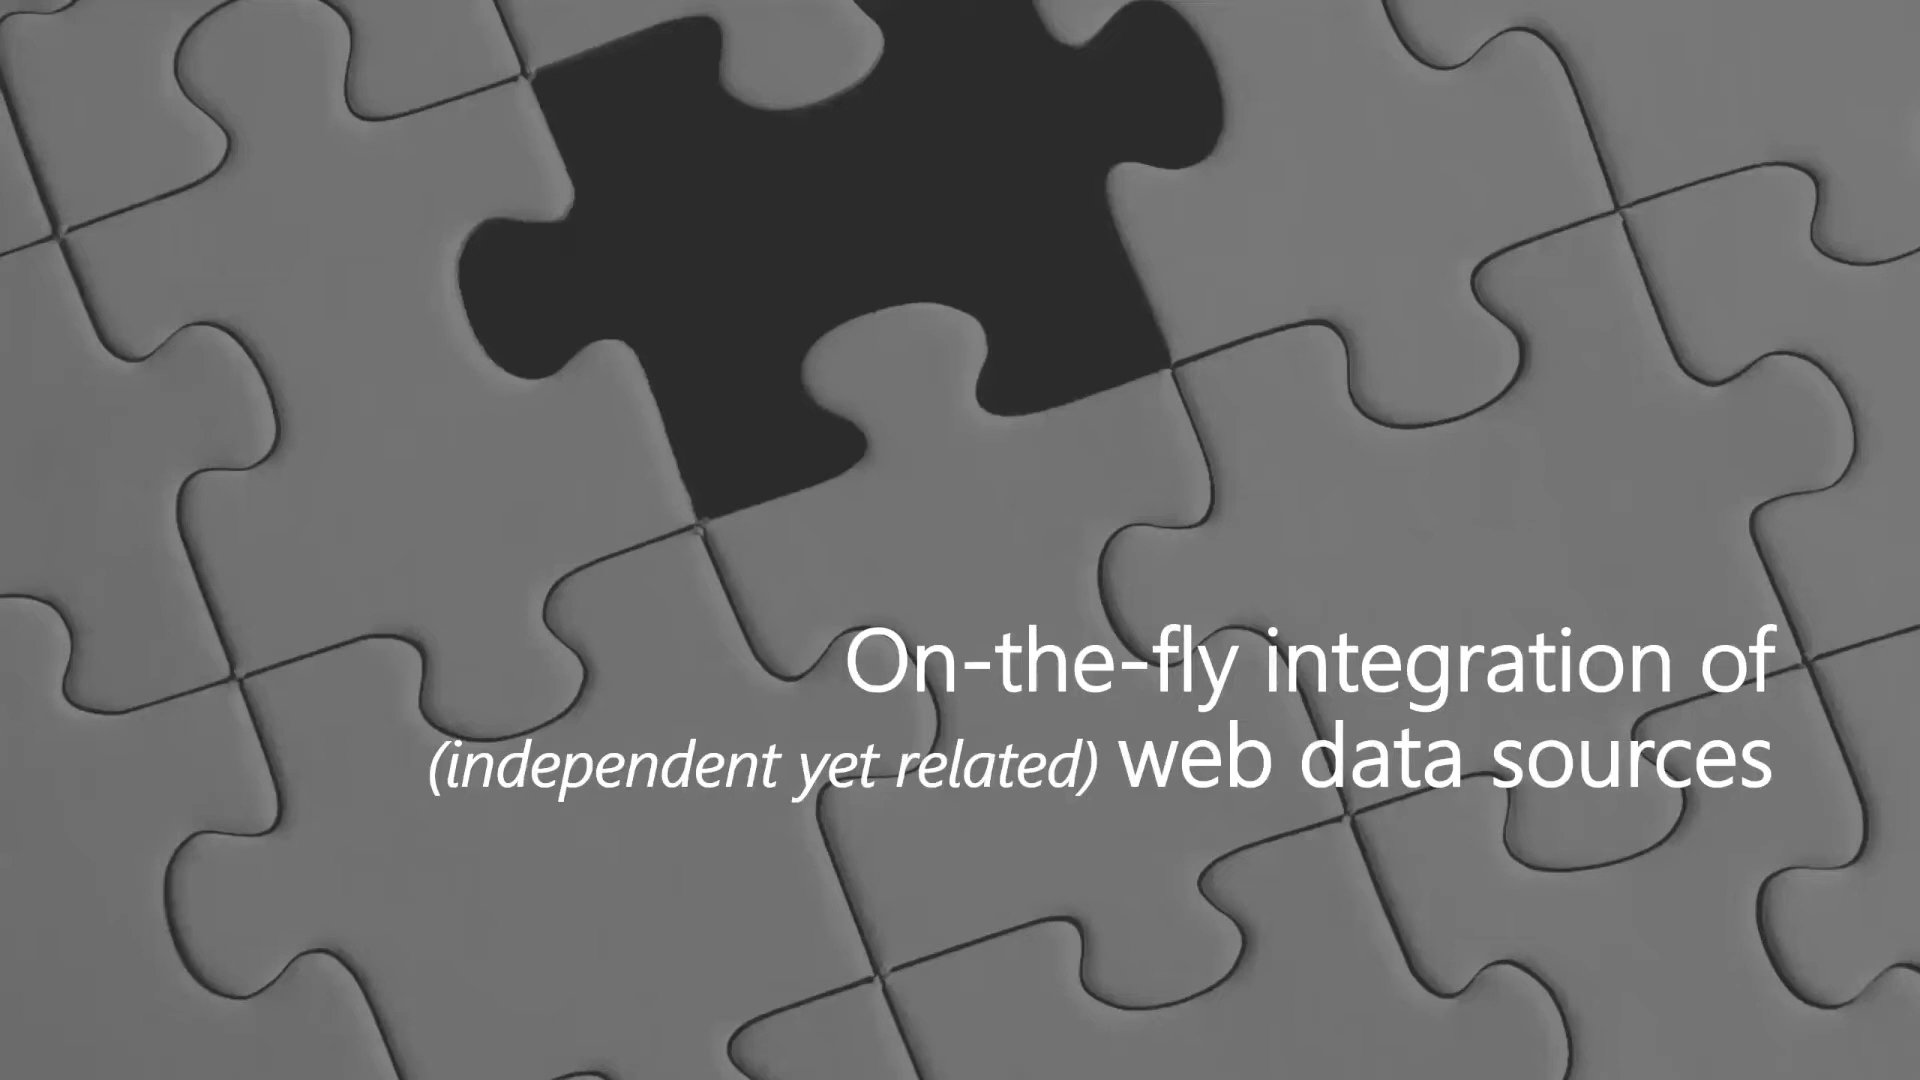 On-the-fly integration of
(independent yet related) web data sources